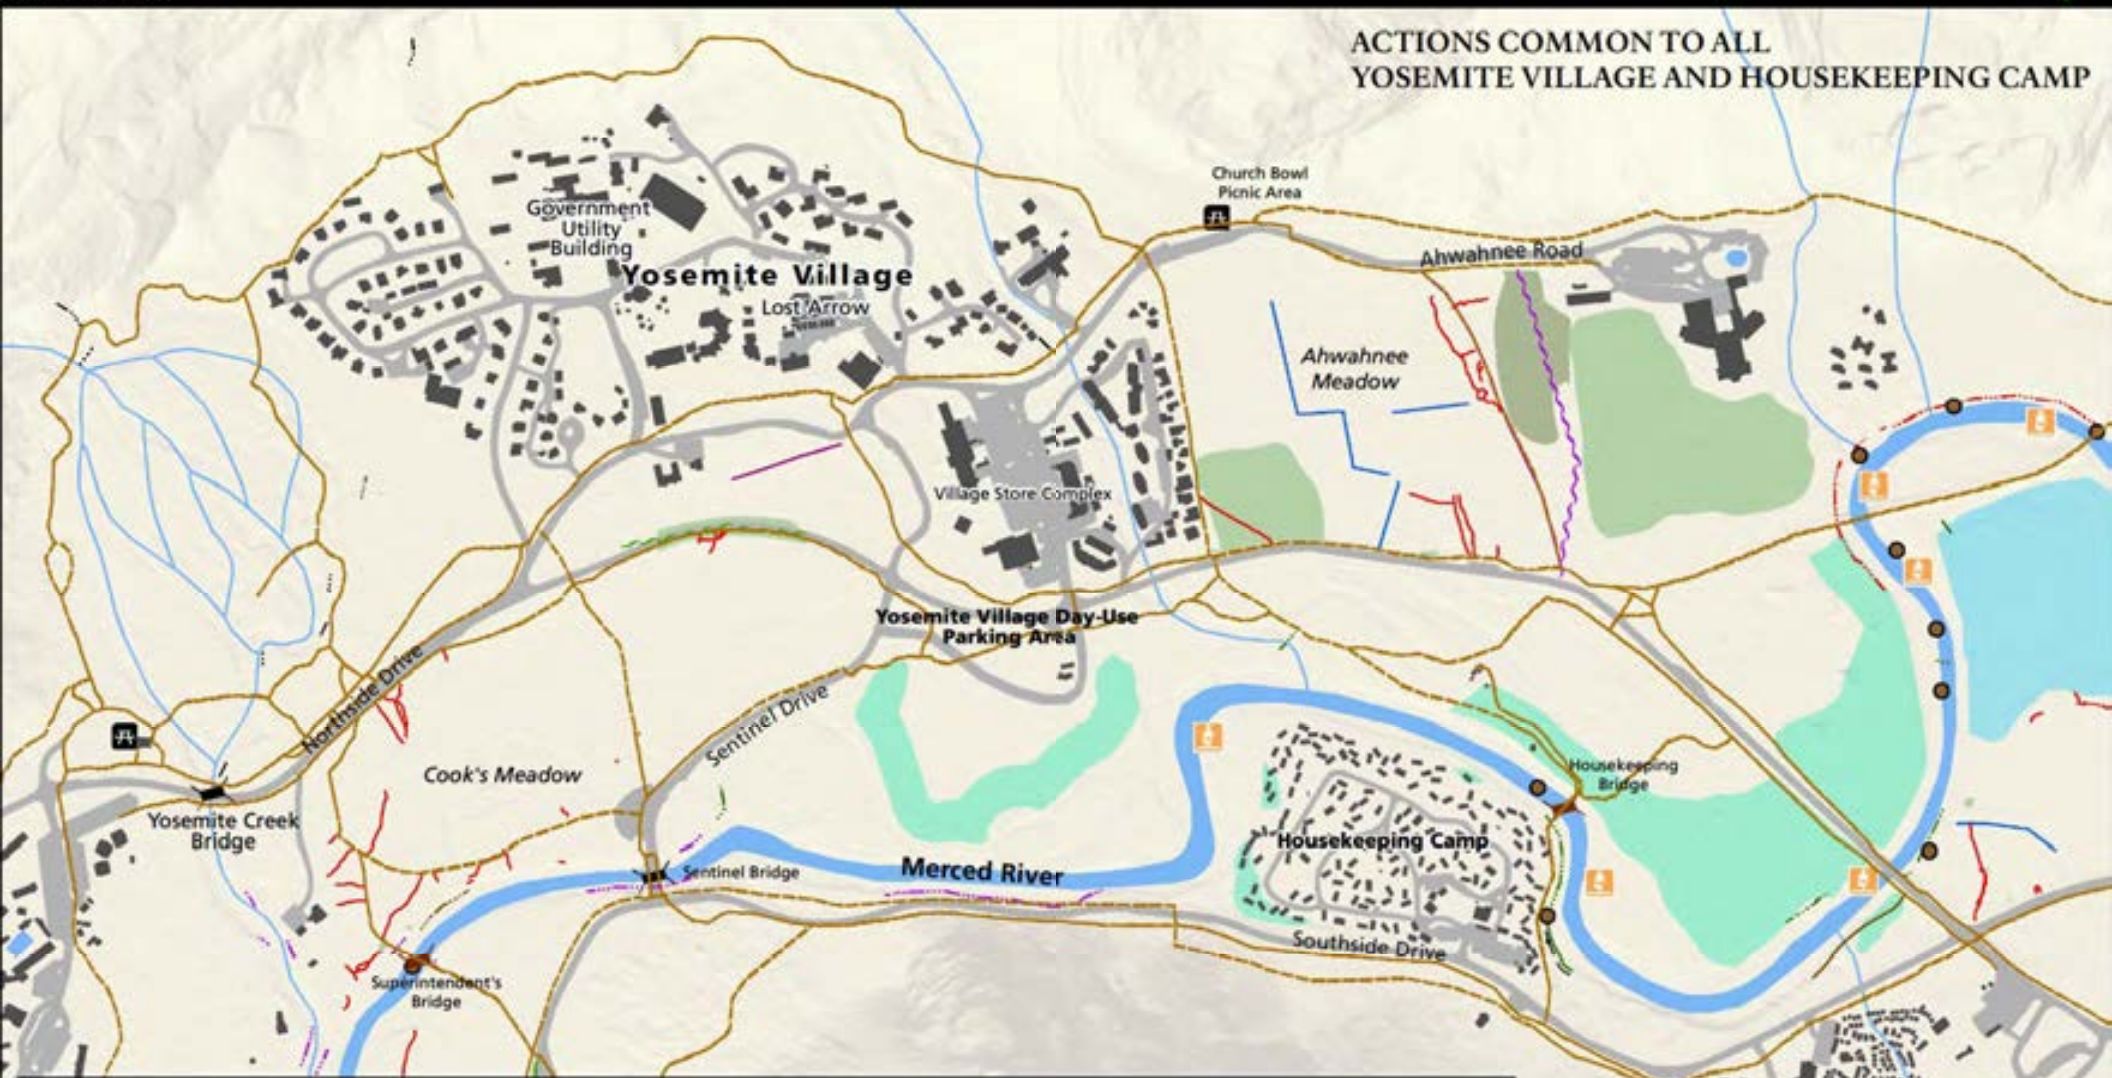 ACTIONS COMMON TO ALL
YOSEMITE VILLAGE AND HOUSEKEEPING CAMP
Church Bowl
Picnic Area
Government
Utility
Building
Ahwahnee Road
Yosemite Village
Lost Arrow
Ahwahnee
Meadow
Village Store Complex
Yosemite Village Day-Use
Parking Area
Northside Drive
Sentinel Drive
Cook's Meadow
Housekeeping
Bridge
Yosemite Creek
Bridge
Housekeeping Camp
Sentinel Bridge
Merced River
Southside Drive
Superintendent's
Bridge